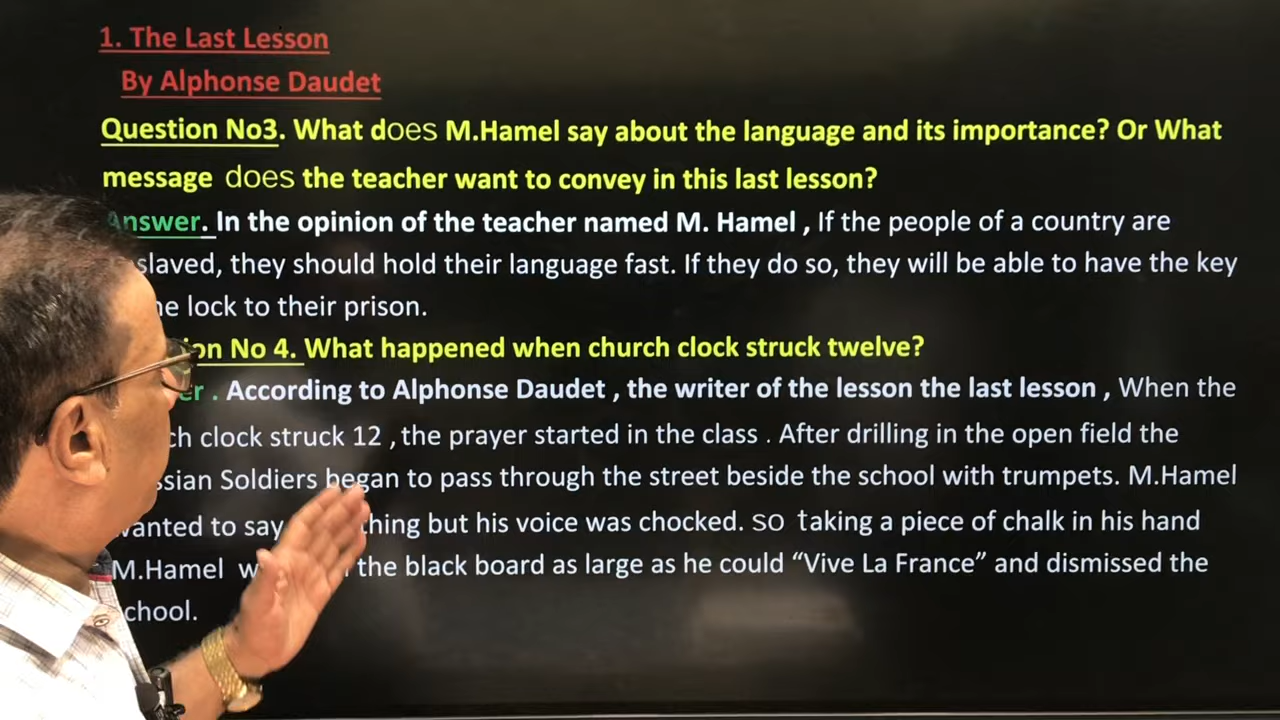 1. The Last Lesson
By Alphonse Daudet
Question No3. What does M.Hamel say about the language and its importance? Or What
message does the teacher want to convey in this last lesson?
Answer. In the opinion of the teacher named M. Hamel , If the people of a country are
slaved, they should hold their language fast. If they do so, they will be able to have the key
lock to their prison.
No 4. What happened when church clock struck twelve?
. According to Alphonse Daudet , the writer of the lesson the last lesson , When the
clock struck 12 , the prayer started in the class . After drilling in the open field the
ssian Soldiers began to pass through the street beside the school with trumpets. M.Hamel
wanted to say thing but his voice was chocked. so taking a piece of chalk in his hand
M.Hamel the black board as large as he could “Vive La France” and dismissed the
chool.